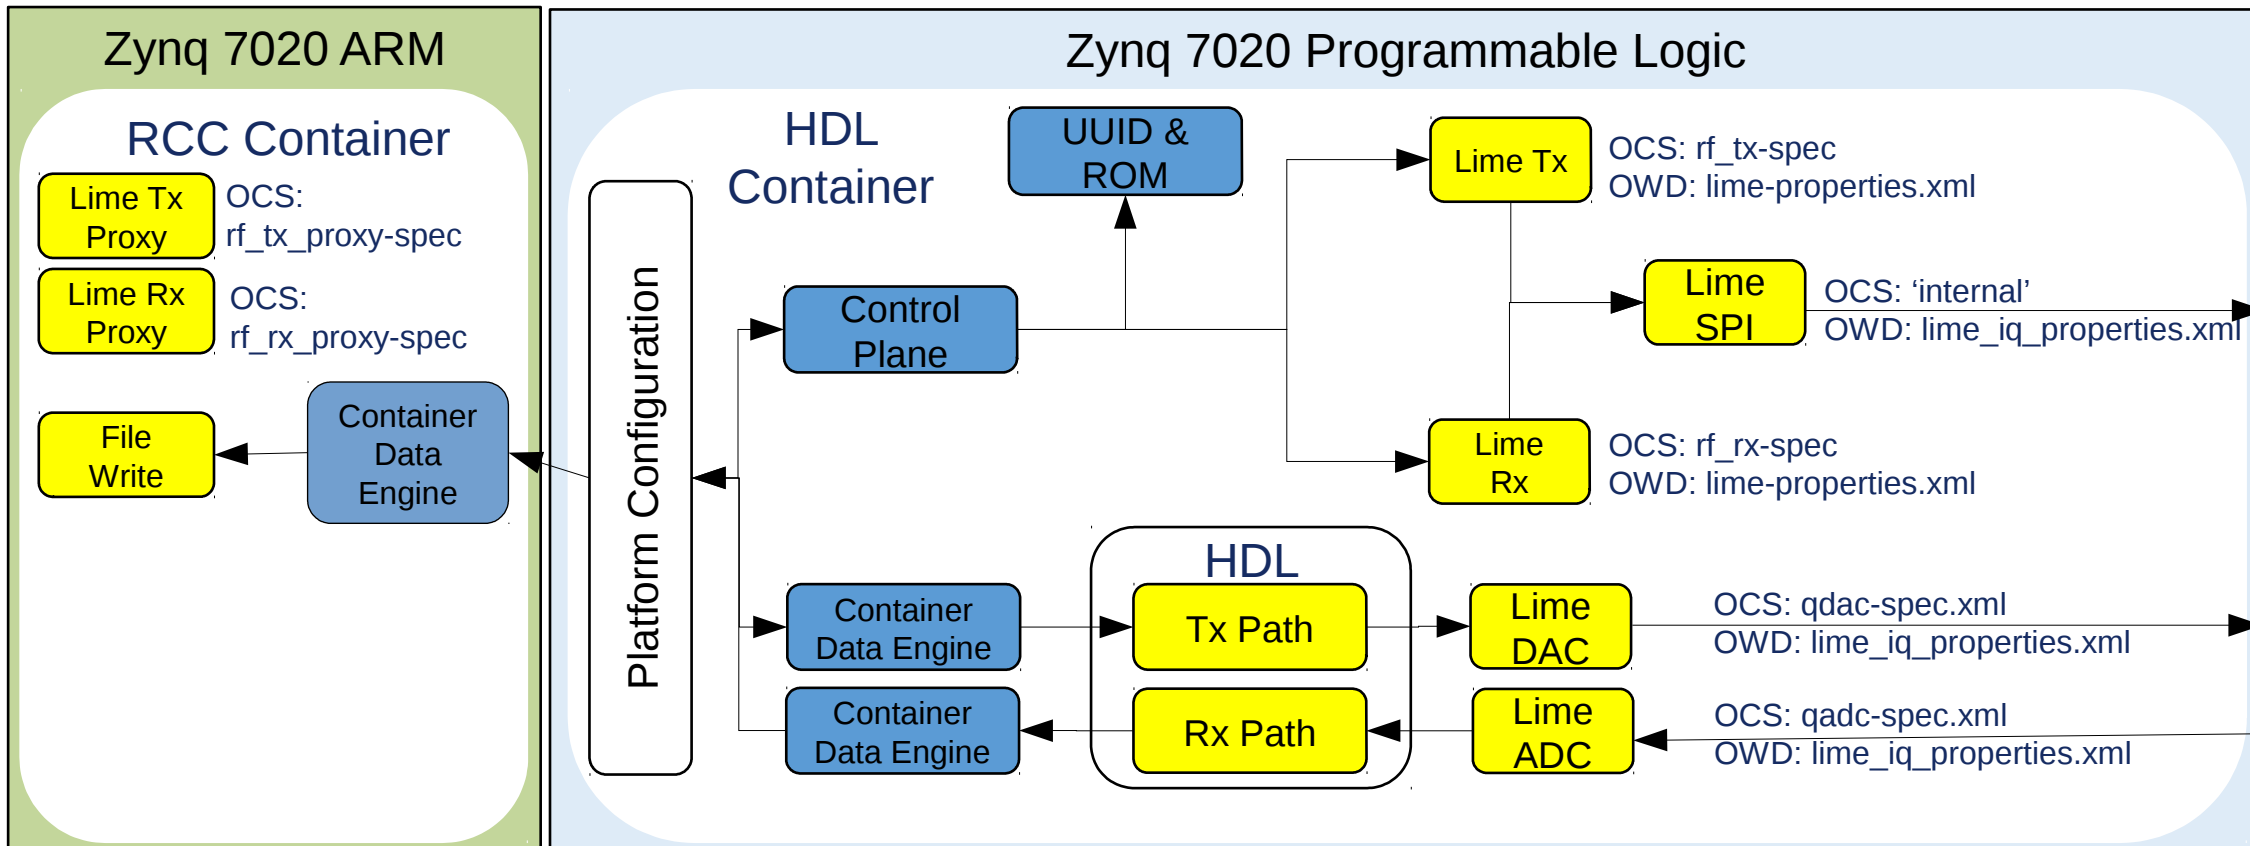 Zynq 7020 ARM
RCC Container
Lime Tx
Proxy
OCS:
rf_tx_proxy-spec
Lime Rx
Proxy
OCS:
rf_rx_proxy-spec
File
Write
Container
Data
Engine
Zynq 7020 Programmable Logic
HDL
Container
Platform Configuration
UUID &
ROM
Control
Plane
Lime Tx
OCS: rf_tx-spec
OWD: lime-properties.xml
Lime
SPI
OCS: ‘internal’
OWD: lime_iq_properties.xml
Lime
Rx
OCS: rf_rx-spec
OWD: lime-properties.xml
HDL
Container
Data Engine
Tx Path
Lime
DAC
OCS: qdac-spec.xml
OWD: lime_iq_properties.xml
Container
Data Engine
Rx Path
Lime
ADC
OCS: qadc-spec.xml
OWD: lime_iq_properties.xml